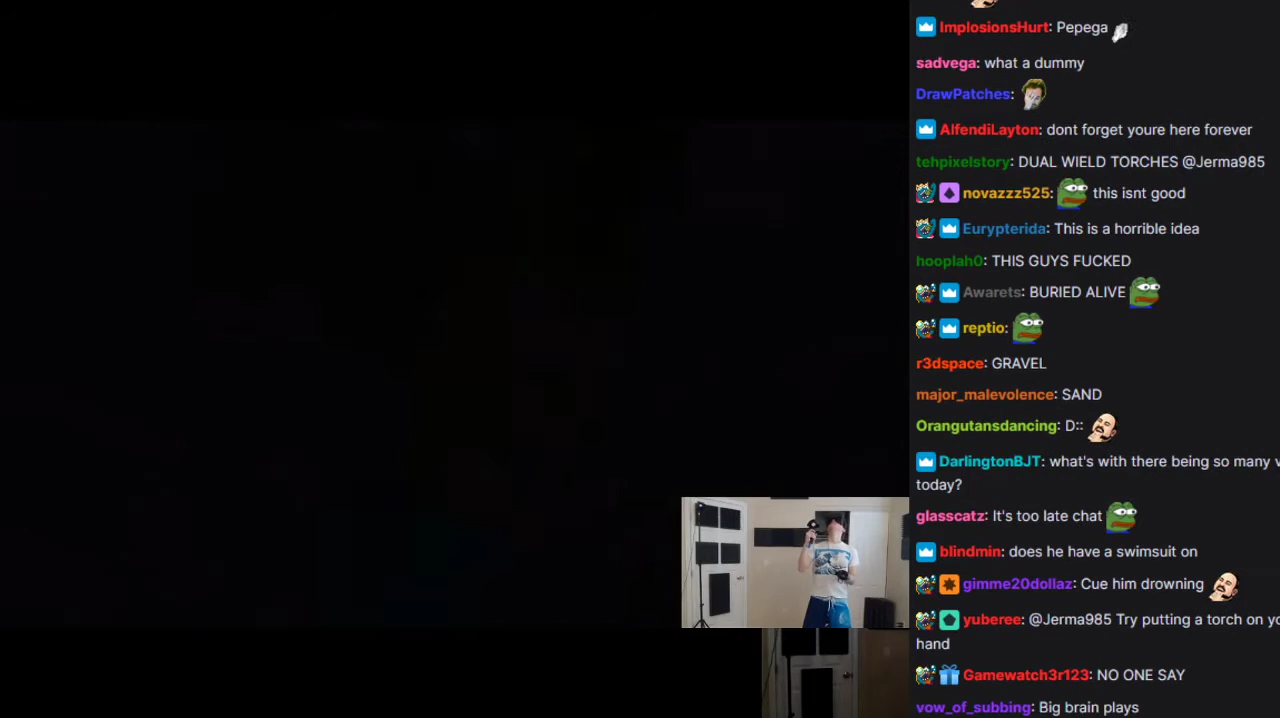 ImplosionsHurt: Pepega
sadvega: what a dummy
DrawPatches:
AlfendiLayton: dont forget youre here forever
tehpixelstory: DUAL WIELD TORCHES @Jerma985
novazzz525: this isnt good
Eurypterida: This is a horrible idea
hooplah0: THIS GUYS FUCKED
Awarets: BURIED ALIVE
reptio:
r3dspace: GRAVEL
major_malevolence: SAND
Orangutansdancing: D::
DarlingtonBJT: what's with there being so many
today?
glasscatz: It's too late chat
blindmin: does he have a swimsuit on
gimme20dollaz: Cue him drowning
yuberee: @Jerma985 Try putting a torch on
hand
Gamewatch3r123: NO ONE SAY
vow_of_subbing: Big brain plays